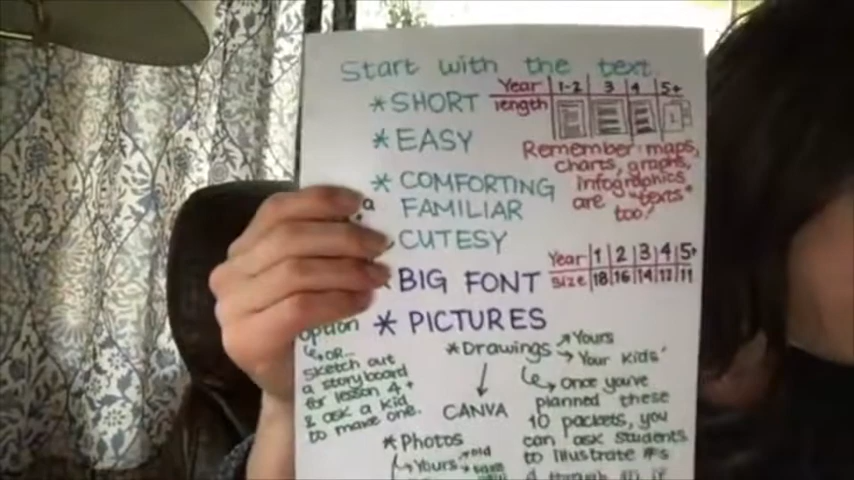 Start with the text
* SHORT
* EASY
* COMFORTING
a FAMILIAR
CUTESY
BIG FONT
* PICTURES
Year 1-2 3 4 5+
length
Remember: maps,
charts, graphs,
infographics
are "texts"
too!
Year 1 2 3 4 5+
size 18 16 14 12 11
option
OR...
sketch out
a storyboard
for lesson 4+
& ask a kid
to make one.
* Drawings → Yours
→ Your kids'
CANVA
Once you've
planned these
10 packets, you
can ask students
to illustrate #s
* Photos
Yours